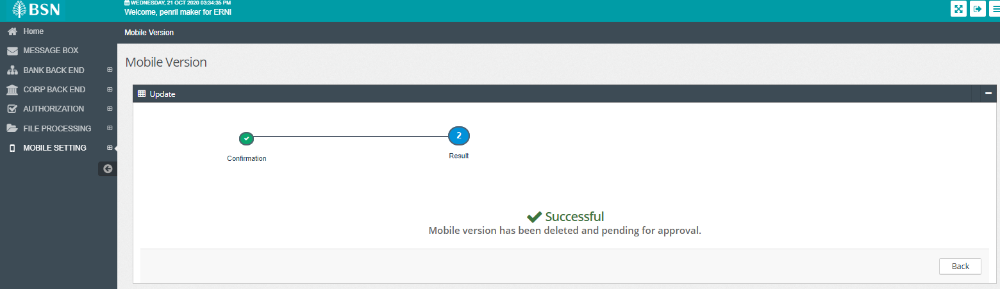 BSN
WEDNESDAY, 21 OCT 2020 03:34:35 PM
Welcome, penril maker for ERNI
Home
MESSAGE BOX
BANK BACK END
CORP BACK END
AUTHORIZATION
FILE PROCESSING
MOBILE SETTING
Mobile Version
Mobile Version
Update
2
Confirmation
Result
Successful
Mobile version has been deleted and pending for approval.
Back